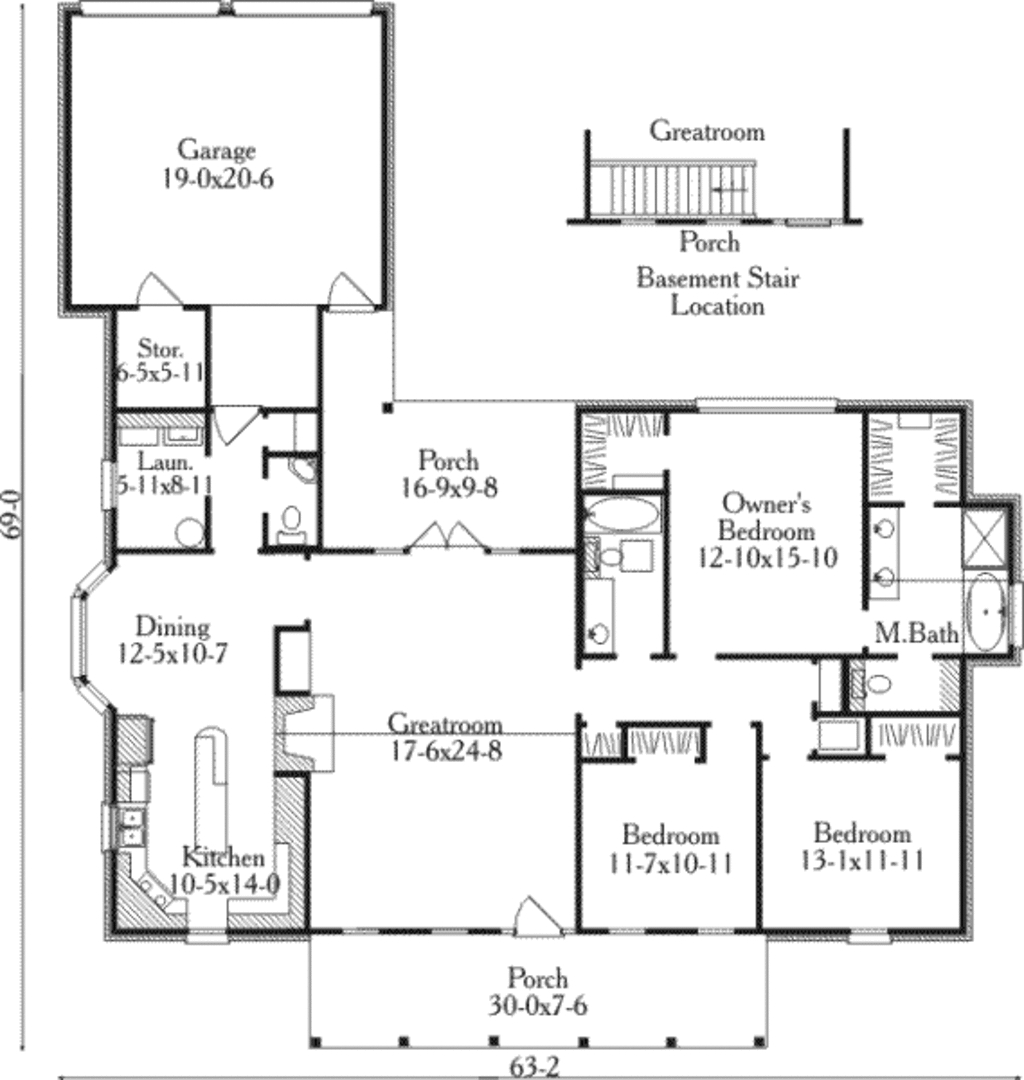 Garage
19-0x20-6
Greatroom
Porch
Basement Stair
Location
Stor.
6-5x5-11
Laun.
5-11x8-11
Porch
16-9x9-8
Owner's
Bedroom
12-10x15-10
69-0
Dining
12-5x10-7
M.Bath
Greatroom
17-6x24-8
Kitchen
10-5x14-0
Bedroom
11-7x10-11
Bedroom
13-1x11-11
Porch
30-0x7-6
63-2